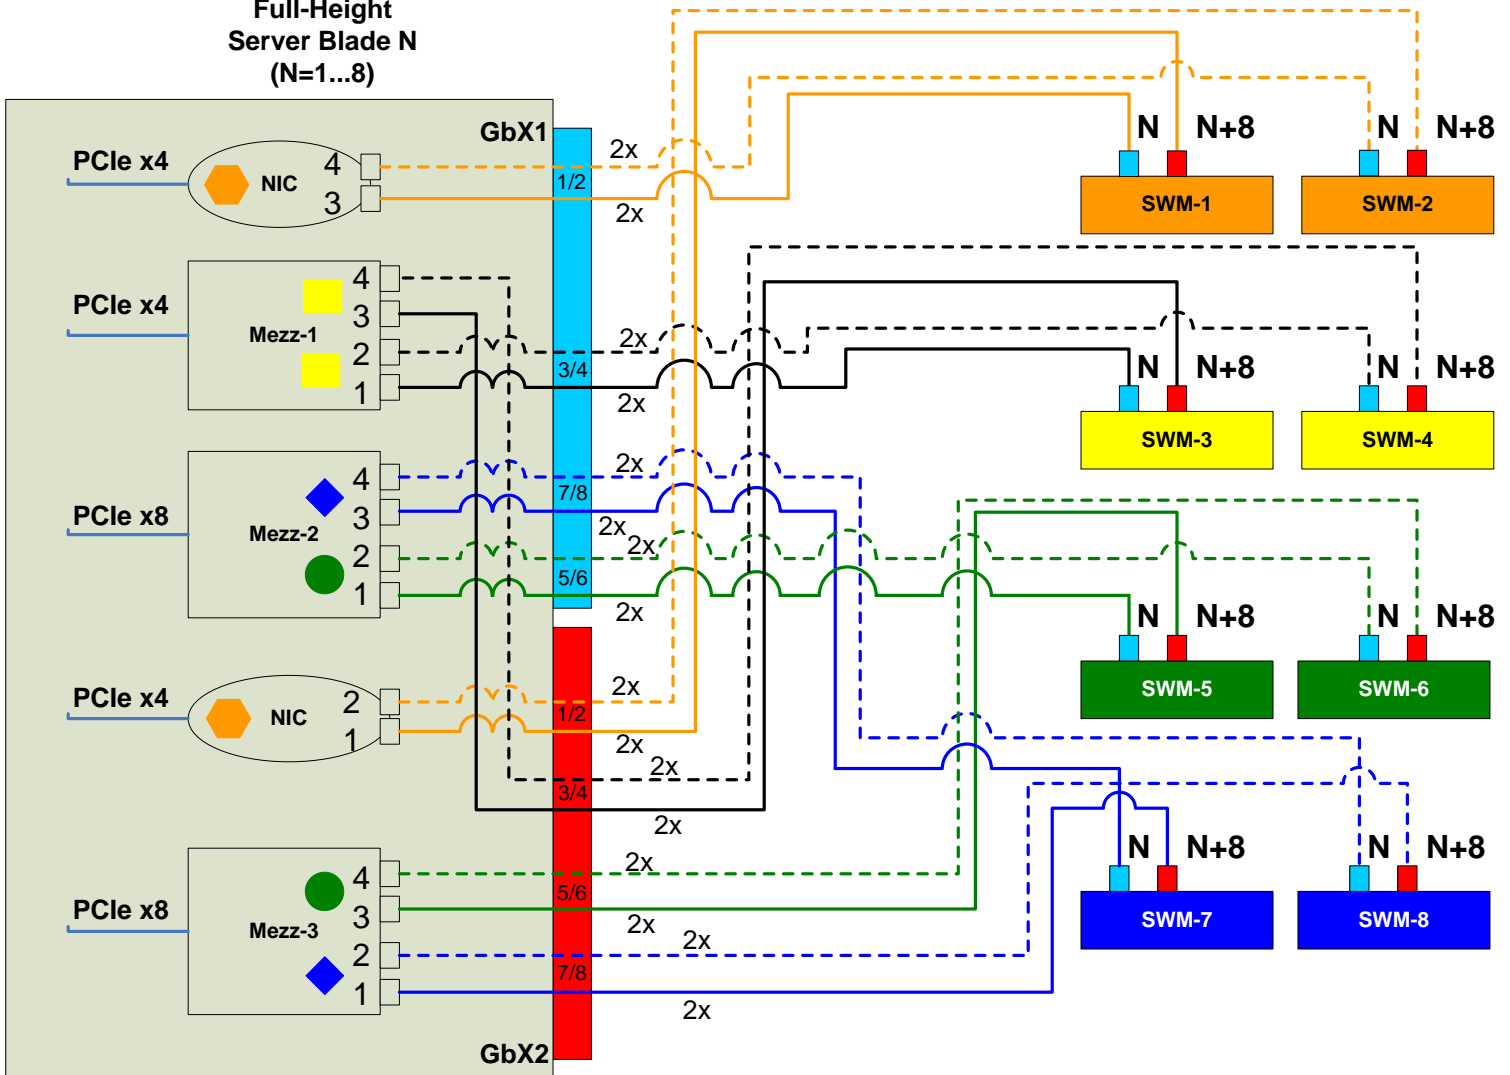 Full-Height
Server Blade N
(N=1...8)
GbX1
PCIe x4
NIC
4
3
1/2
2x
2x
N
N+8
N
N+8
SWM-1
SWM-2
PCIe x4
Mezz-1
4
3
2
1
3/4
2x
2x
N
N+8
N
N+8
SWM-3
SWM-4
PCIe x8
Mezz-2
4
3
2
1
7/8
5/6
2x
2x
2x
2x
N
N+8
N
N+8
SWM-5
SWM-6
PCIe x4
NIC
2
1
1/2
3/4
2x
2x
2x
2x
PCIe x8
Mezz-3
4
3
2
1
5/6
7/8
2x
2x
2x
2x
N
N+8
N
N+8
SWM-7
SWM-8
GbX2